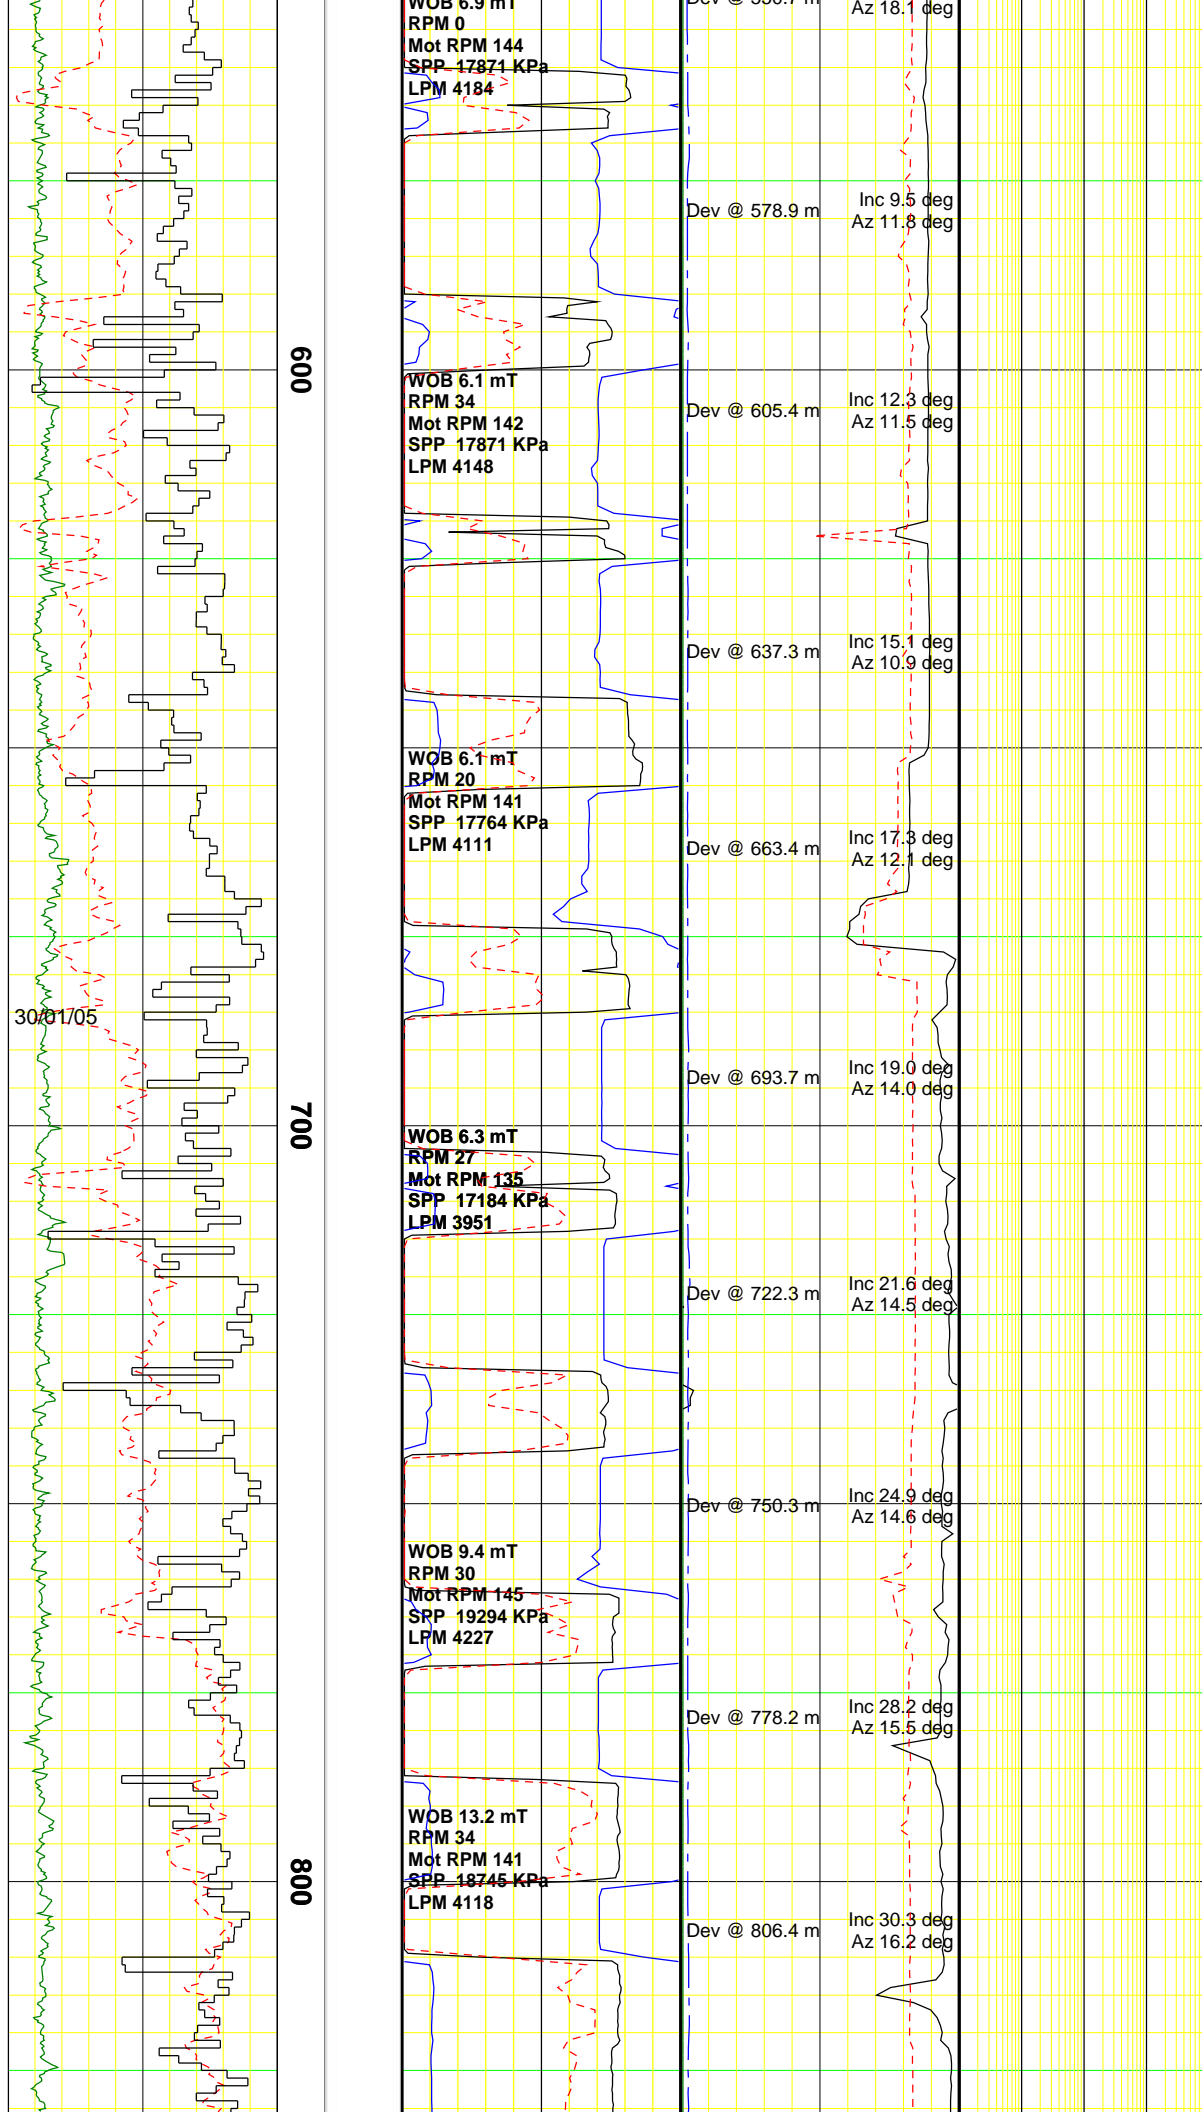 WOB 6.9 mT
RPM 0
Mot RPM 144
SPP 17871 KPa
LPM 4184
Az 18.1 deg
Dev @ 578.9 m
Inc 9.5 deg
Az 11.8 deg
600
WOB 6.1 mT
RPM 34
Mot RPM 142
SPP 17871 KPa
LPM 4148
Dev @ 605.4 m
Inc 12.3 deg
Az 11.5 deg
Dev @ 637.3 m
Inc 15.1 deg
Az 10.9 deg
WOB 6.1 mT
RPM 20
Mot RPM 141
SPP 17764 KPa
LPM 4111
Dev @ 663.4 m
Inc 17.3 deg
Az 12.1 deg
30/01/05
Dev @ 693.7 m
Inc 19.0 deg
Az 14.0 deg
700
WOB 6.3 mT
RPM 27
Mot RPM 135
SPP 17184 KPa
LPM 3951
Dev @ 722.3 m
Inc 21.6 deg
Az 14.5 deg
Dev @ 750.3 m
Inc 24.9 deg
Az 14.6 deg
WOB 9.4 mT
RPM 30
Mot RPM 145
SPP 19294 KPa
LPM 4227
Dev @ 778.2 m
Inc 28.2 deg
Az 15.5 deg
WOB 13.2 mT
RPM 34
Mot RPM 141
SPP 18745 KPa
LPM 4118
800
Dev @ 806.4 m
Inc 30.3 deg
Az 16.2 deg